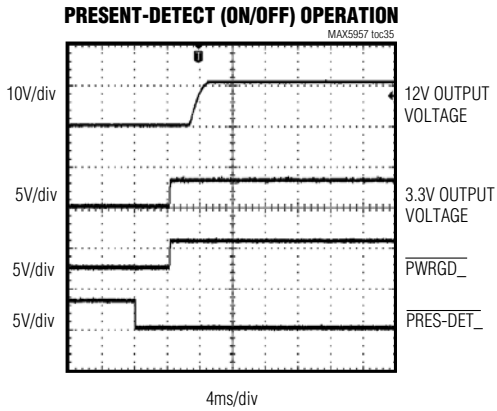 PRESENT-DETECT (ON/OFF) OPERATION
MAX5957 toc35
T
10V/div
12V OUTPUT
VOLTAGE
5V/div
3.3V OUTPUT
VOLTAGE
5V/div
PWRGD_
5V/div
PRES-DET_
4ms/div